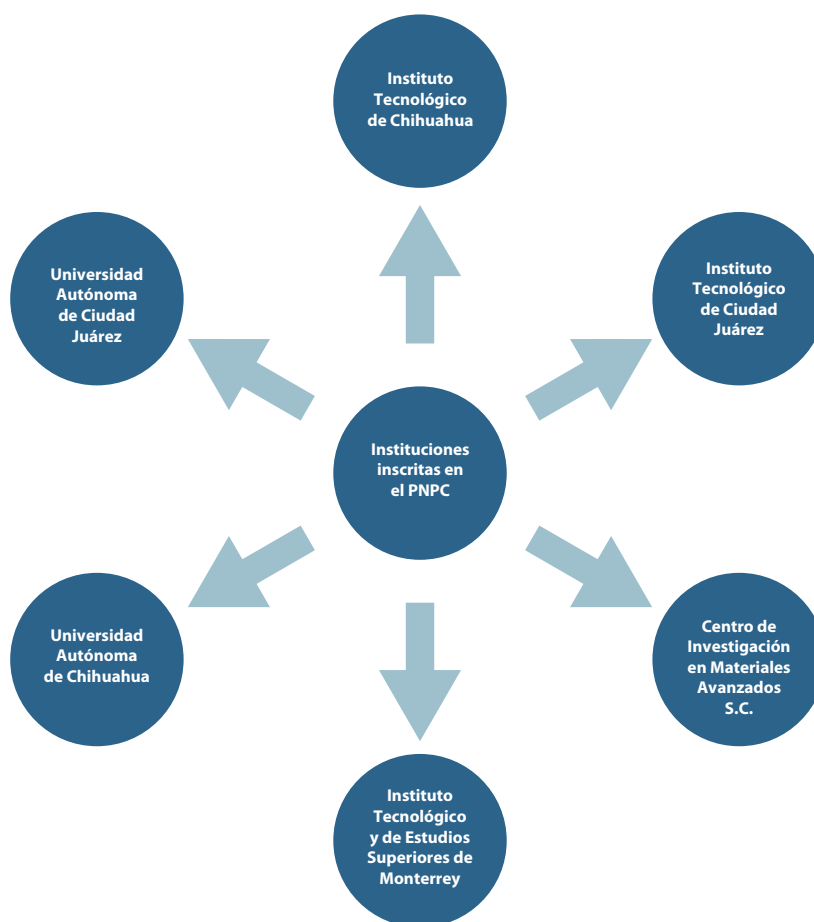 Instituto
Tecnológico
de Chihuahua
Universidad
Autónoma
de Ciudad
Juárez
Instituto
Tecnológico
de Ciudad
Juárez
Instituciones
inscritas en
el PNPC
Universidad
Autónoma
de Chihuahua
Centro de
Investigación
en Materiales
Avanzados
S.C.
Instituto
Tecnológico
y de Estudios
Superiores de
Monterrey